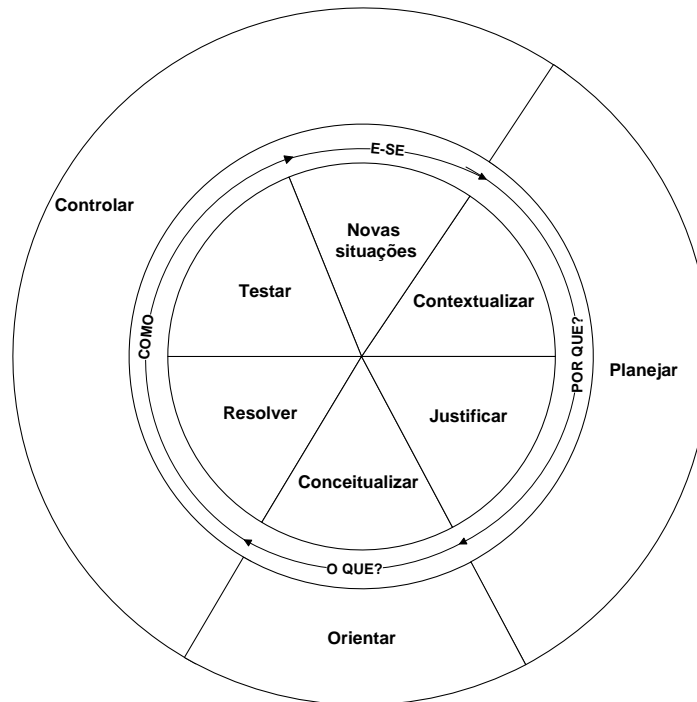 E-SE
Controlar
Novas
situações
Testar
Contextualizar
COMO
POR QUE?
Planejar
Resolver
Justificar
Conceitualizar
O QUE?
Orientar